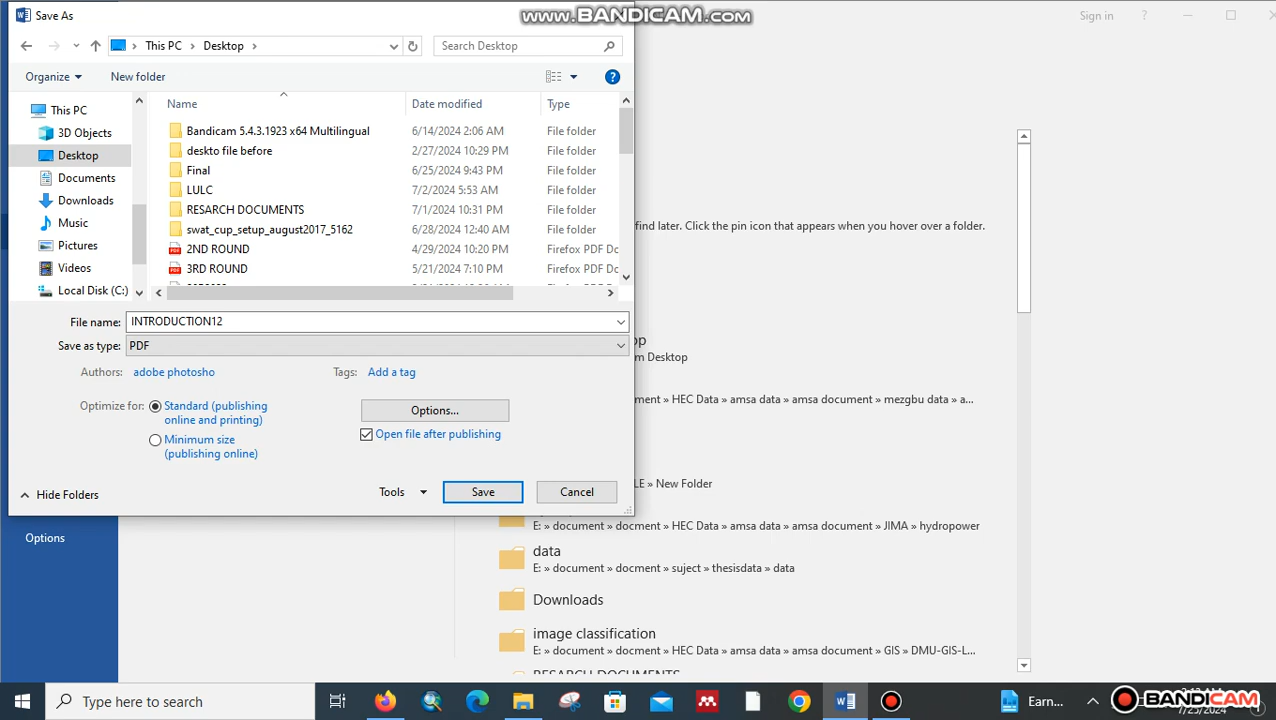 Save As
www.BANDICAM.com
Sign in
?
This PC
Desktop
Search Desktop
Organize
New folder
?
Name
Date modified
Type
This PC
3D Objects
Desktop
Documents
Downloads
Music
Pictures
Videos
Local Disk (C:)
Bandicam 5.4.3.1923 x64 Multilingual 6/14/2024 2:06 AM File folder
deskto file before 2/27/2024 10:29 PM File folder
Final 6/25/2024 9:43 PM File folder
LULC 7/2/2024 5:53 AM File folder
RESARCH DOCUMENTS 7/1/2024 10:31 PM File folder
swat_cup_setup_august2017_5162 6/28/2024 12:40 AM File folder
2ND ROUND 4/29/2024 10:20 PM Firefox PDF Dc
3RD ROUND 5/21/2024 7:10 PM Firefox PDF Dc
File name: INTRODUCTION12
Save as type: PDF
Authors: adobe photosho
Tags: Add a tag
Optimize for:
Standard (publishing
online and printing)
Minimum size
(publishing online)
Options...
Open file after publishing
Hide Folders
Tools
Save
Cancel
find later. Click the pin icon that appears when you hover over a folder.
op
m Desktop
ment » HEC Data » amsa data » amsa document » mezgbu data » a...
LE » New Folder
E: » document » docment » HEC Data » amsa data » amsa document » JIMA » hydropower
data
E: » document » docment » suject » thesisdata » data
Downloads
image classification
E: » document » docment » HEC Data » amsa data » amsa document » GIS » DMU-GIS-L...
RESARCH DOCUMENTS
Options
Type here to search
Earn...
BANDICAM
7/23/2024